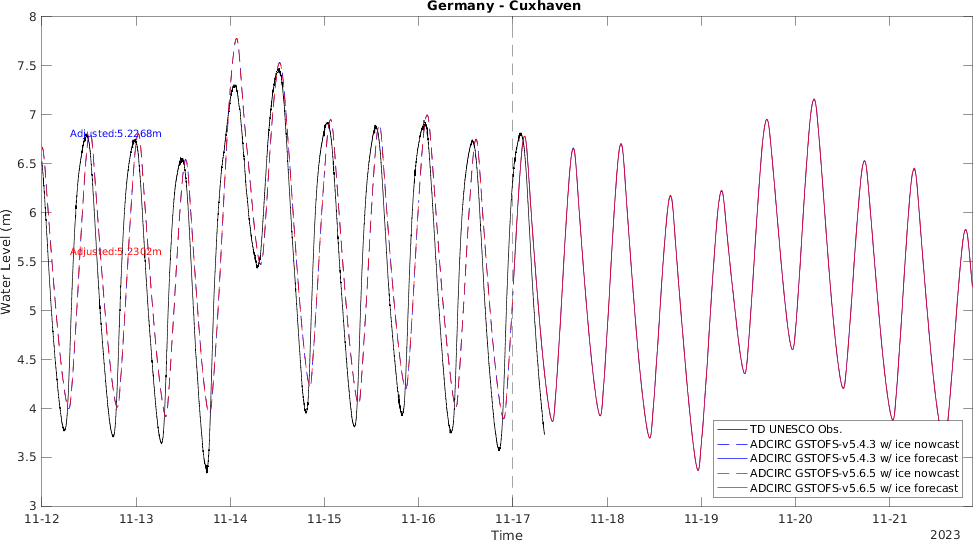 Germany - Cuxhaven
Water Level (m)
8
7.5
7
6.5
6
5.5
5
4.5
4
3.5
3
Adjusted:5.2268m
Adjusted:5.2302m
TD UNESCO Obs.
ADCIRC GSTOFS-v5.4.3 w/ ice nowcast
ADCIRC GSTOFS-v5.4.3 w/ ice forecast
ADCIRC GSTOFS-v5.6.5 w/ ice nowcast
ADCIRC GSTOFS-v5.6.5 w/ ice forecast
11-12 11-13 11-14 11-15 11-16 11-17 11-18 11-19 11-20 11-21
Time
2023